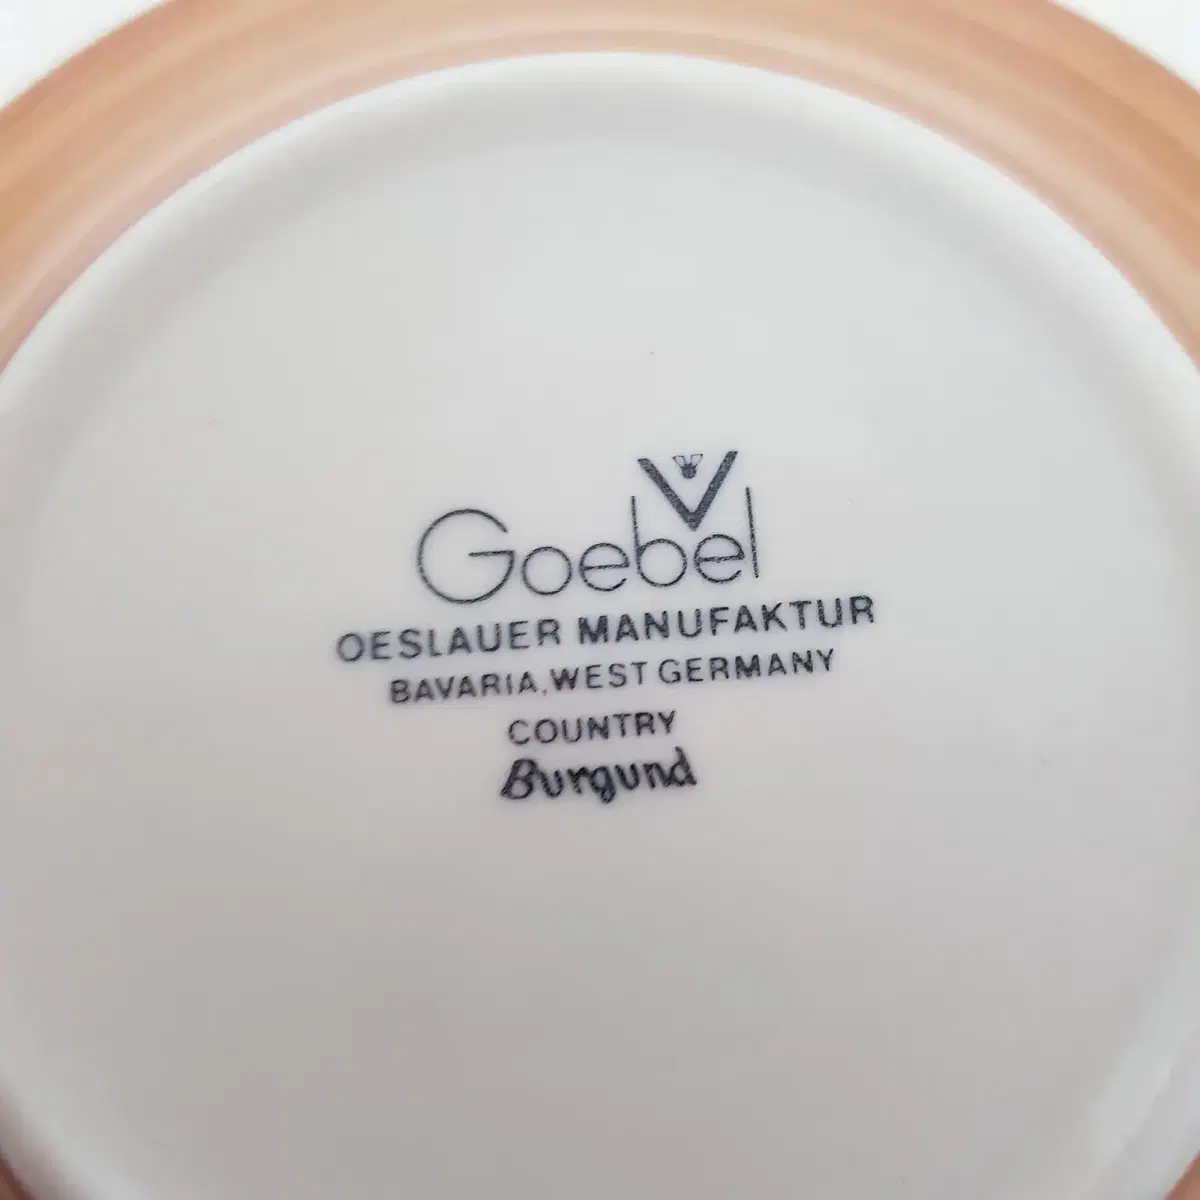 Goebel
OESLAUER MANUFAKTUR
BAVARIA, WEST GERMANY
COUNTRY
Burgund